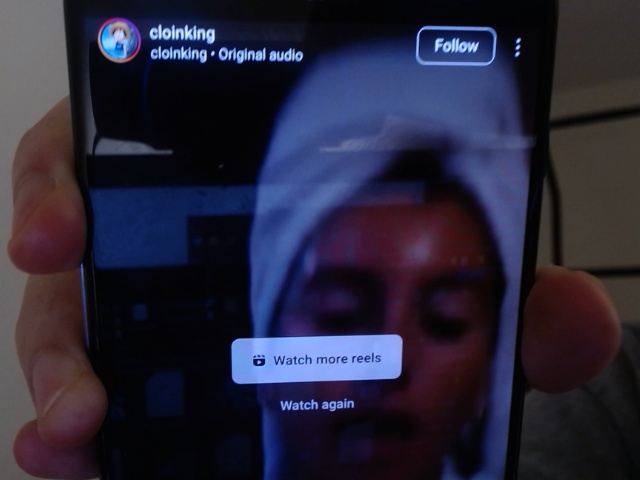 cloinking
Follow
cloinking • Original audio
Watch more reels
Watch again